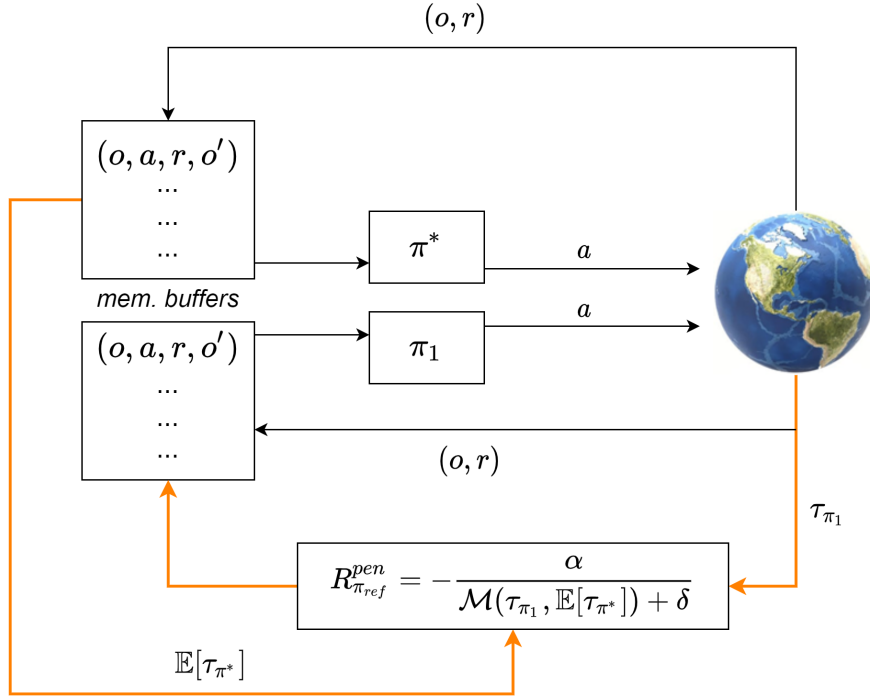 (o, r)
(o, a, r, o′)
...
...
...
π*
a
mem. buffers
a
(o, a, r, o′)
π₁
...
...
...
(o, r)
τ_{π₁}
R^{pen}_{π_{ref}} = − α / (ℳ(τ_{π₁}, 𝔼[τ_{π*}]) + δ)
𝔼[τ_{π*}]